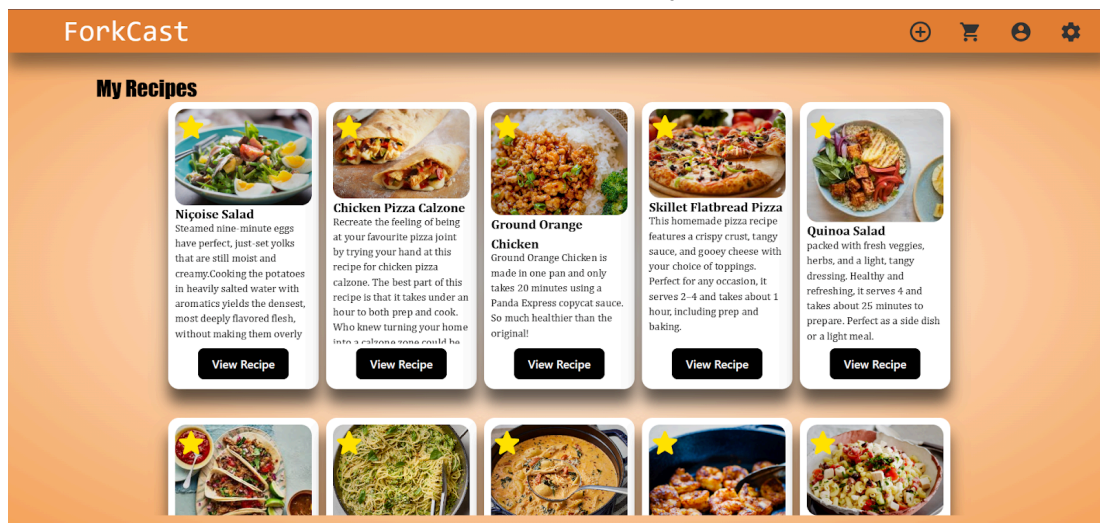 ForkCast
My Recipes
Niçoise Salad
Steamed nine-minute eggs
have perfect, just-set yolks
that are still moist and
creamy.Cooking the potatoes
in heavily salted water with
aromatics yields the densest,
most deeply flavored flesh,
without making them overly
View Recipe
Chicken Pizza Calzone
Recreate the feeling of being
at your favourite pizza joint
by trying your hand at this
recipe for chicken pizza
calzone. The best part of this
recipe is that it takes under an
hour to both prep and cook.
Who knew turning your home
into a calzone zone could be
View Recipe
Ground Orange
Chicken
Ground Orange Chicken is
made in one pan and only
takes 20 minutes using a
Panda Express copycat sauce.
So much healthier than the
original!
View Recipe
Skillet Flatbread Pizza
This homemade pizza recipe
features a crispy crust, tangy
sauce, and gooey cheese with
your choice of toppings.
Perfect for any occasion, it
serves 2–4 and takes about 1
hour, including prep and
baking.
View Recipe
Quinoa Salad
packed with fresh veggies,
herbs, and a light, tangy
dressing. Healthy and
refreshing, it serves 4 and
takes about 25 minutes to
prepare. Perfect as a side dish
or a light meal.
View Recipe